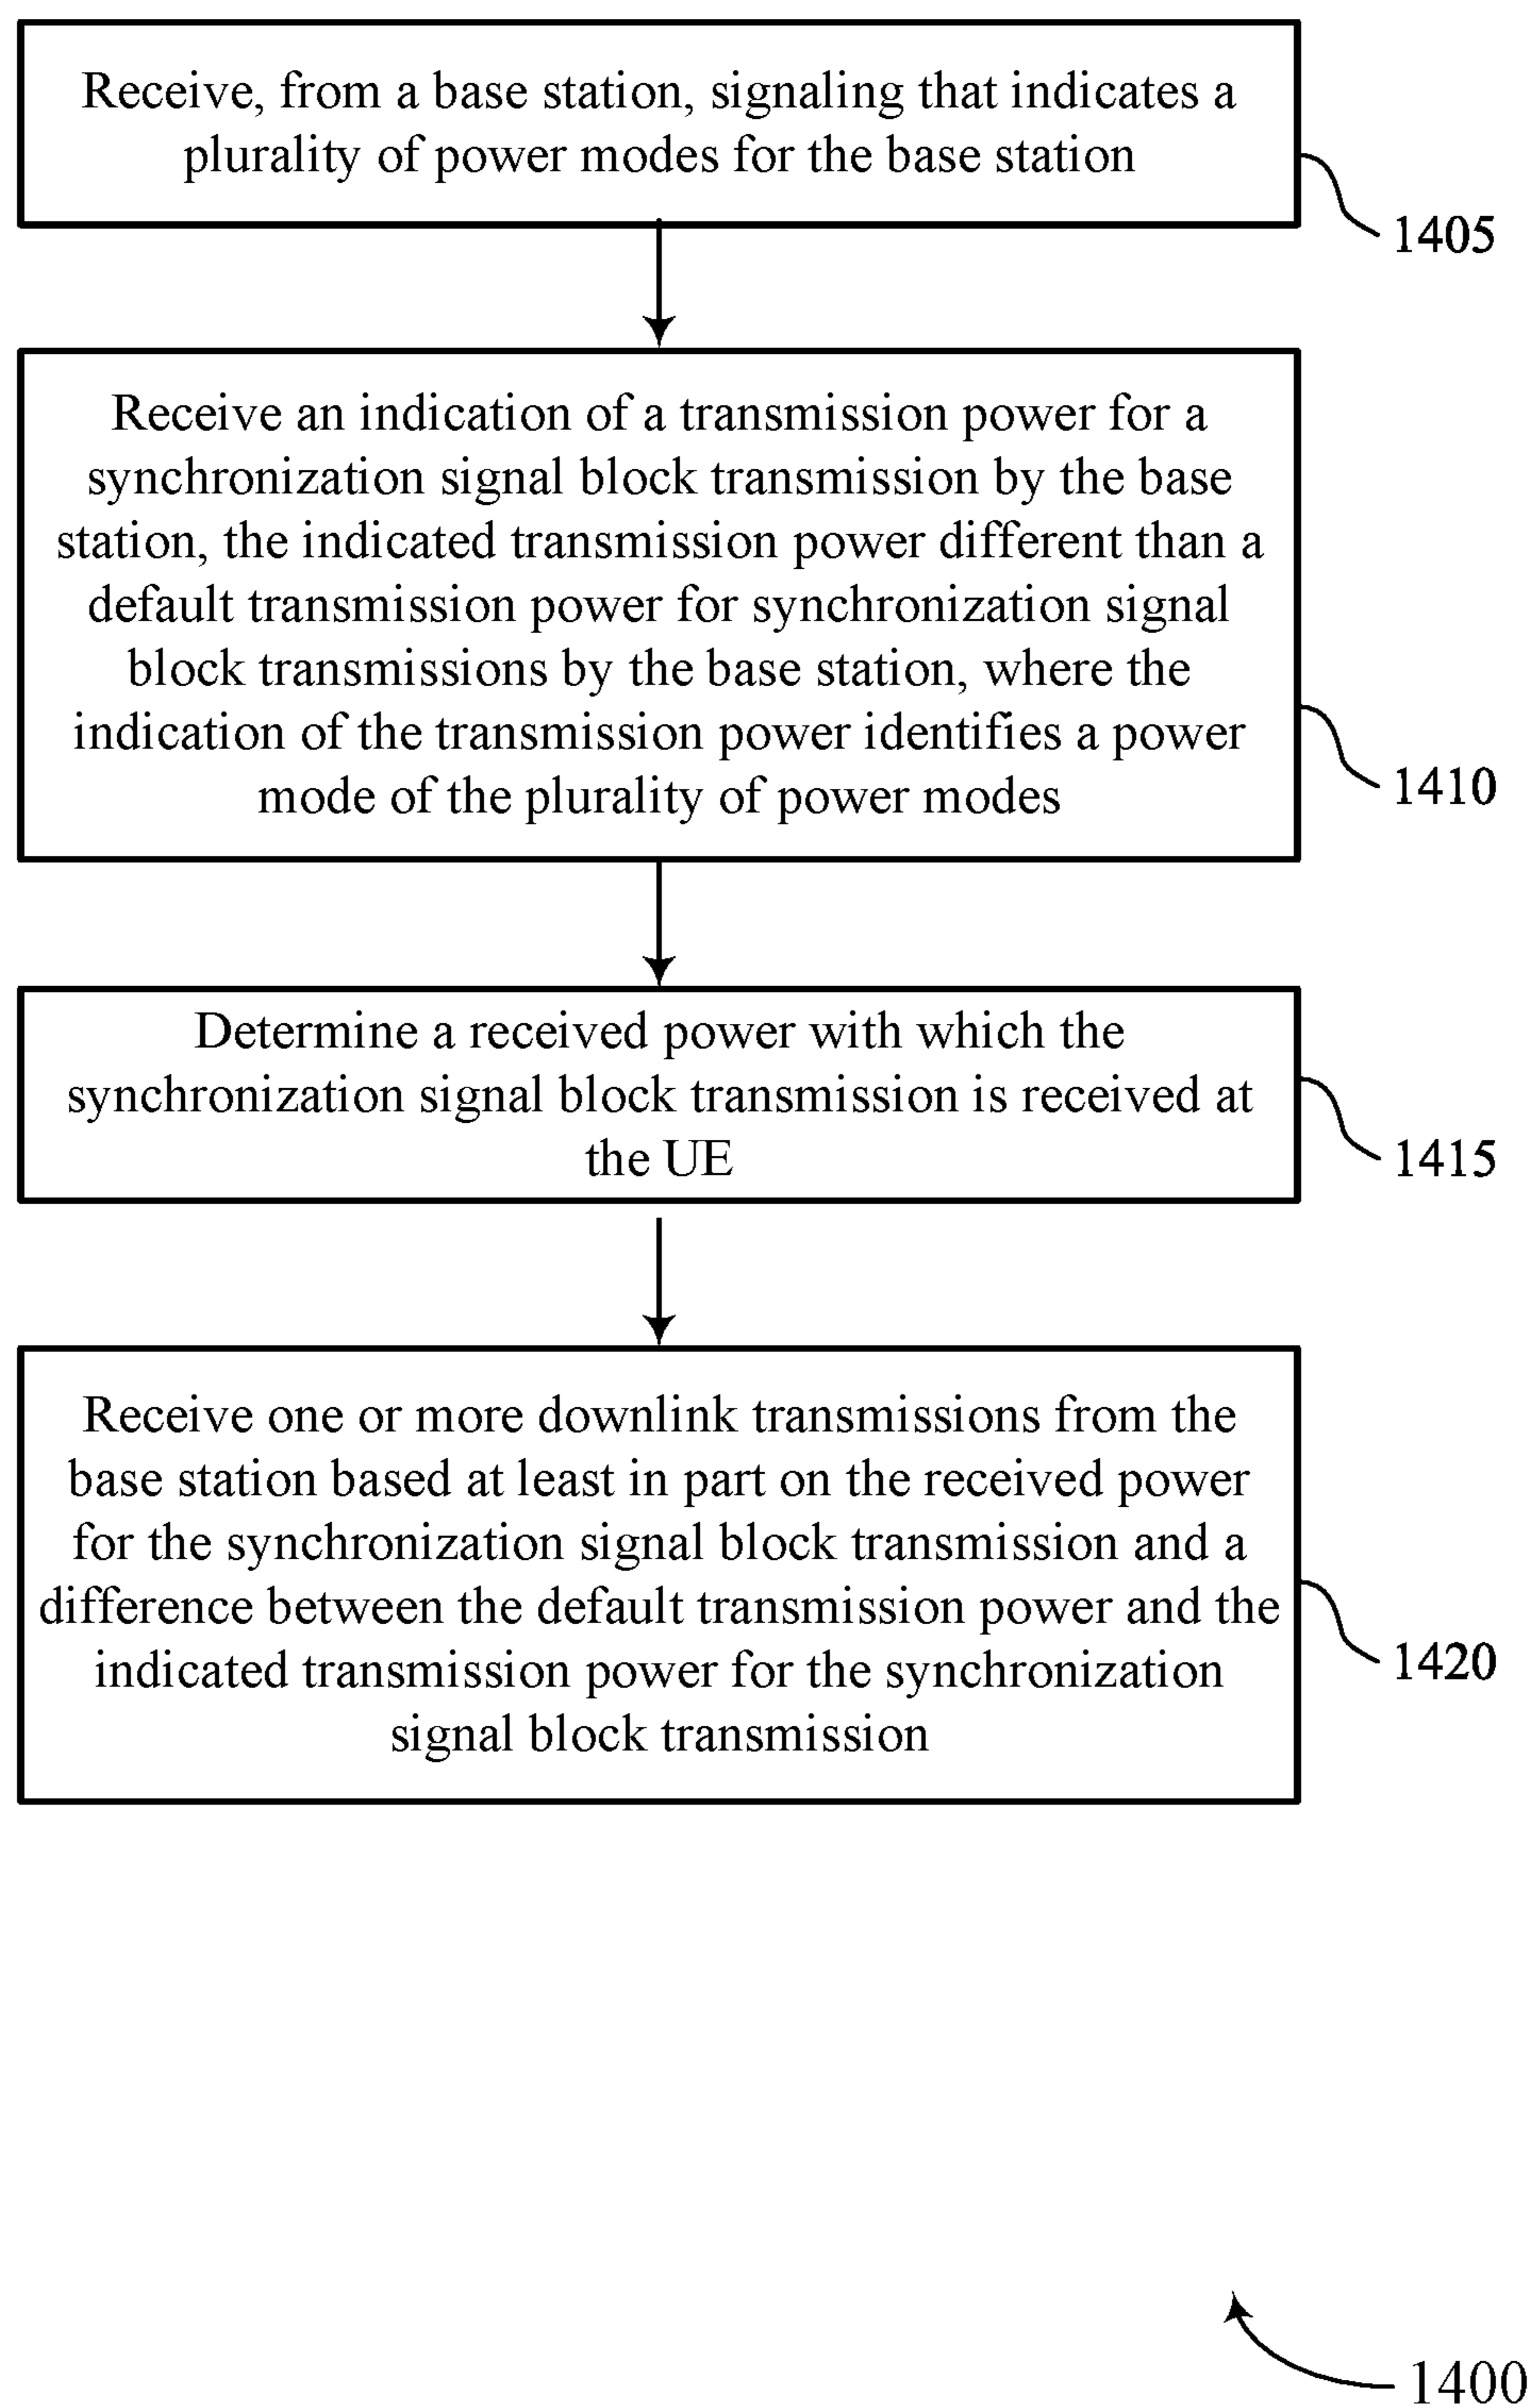 Receive, from a base station, signaling that indicates a
plurality of power modes for the base station
1405
Receive an indication of a transmission power for a
synchronization signal block transmission by the base
station, the indicated transmission power different than a
default transmission power for synchronization signal
block transmissions by the base station, where the
indication of the transmission power identifies a power
mode of the plurality of power modes
1410
Determine a received power with which the
synchronization signal block transmission is received at
the UE
1415
Receive one or more downlink transmissions from the
base station based at least in part on the received power
for the synchronization signal block transmission and a
difference between the default transmission power and the
indicated transmission power for the synchronization
signal block transmission
1420
1400